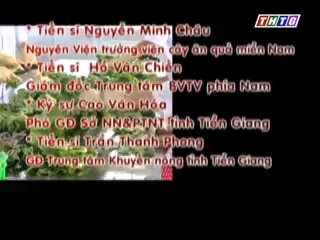 THTG
* Tiến sĩ Nguyễn Minh Châu
Nguyên Viện trưởng viện cây ăn quả miền Nam
* Tiến sĩ Hồ Văn Chiến
Giám đốc Trung tâm BVTV phía Nam
* Kỹ sư Cao Văn Hóa
Phó GĐ Sở NN&PTNT tỉnh Tiền Giang
* Tiến sĩ Trần Thanh Phong
GĐ Trung tâm Khuyến nông tỉnh Tiền Giang